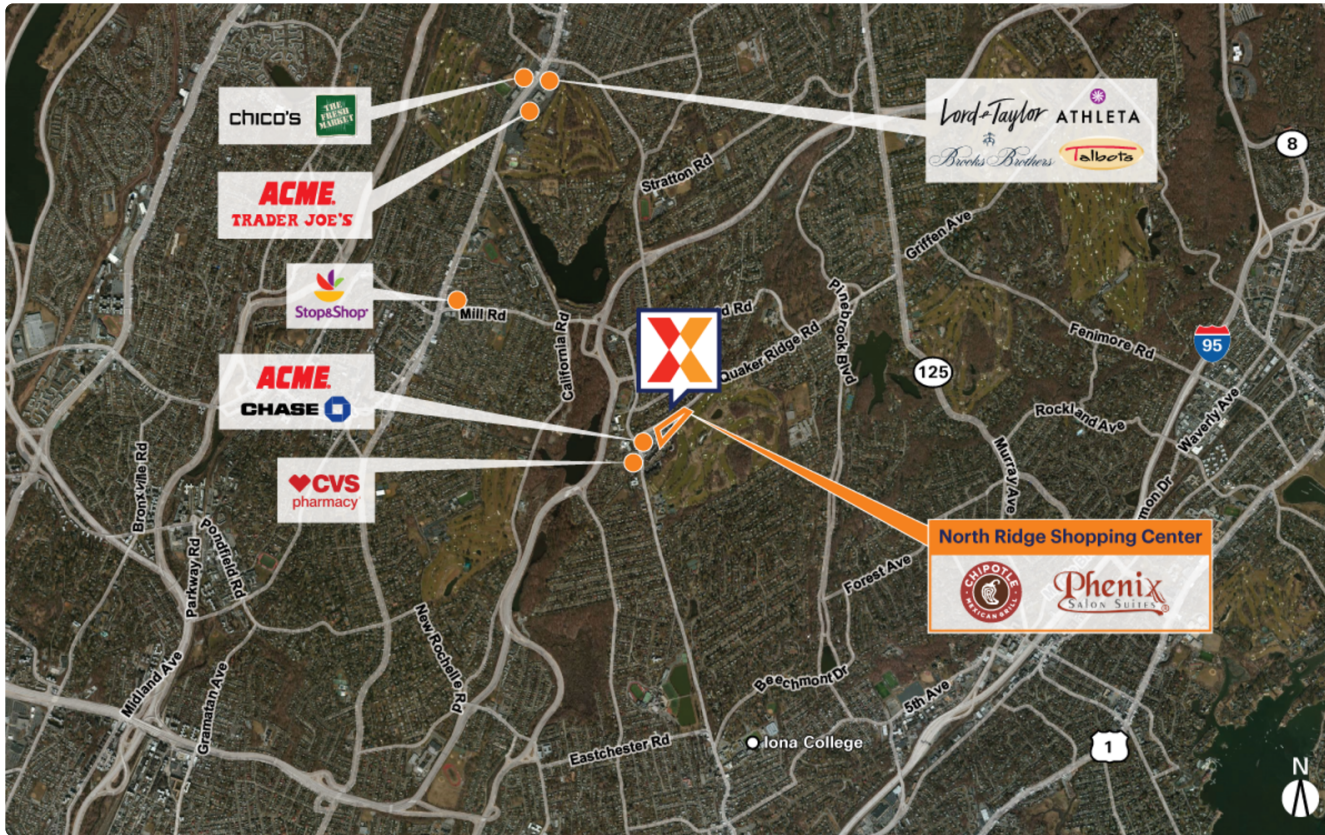 chico's
THE
FRESH
MARKET
Lord & Taylor
ATHLETA
Brooks Brothers
Talbots
8
ACME.
TRADER JOE'S
Stratton Rd
Griffen Ave
Stop&Shop
Mill Rd
California Rd
d Rd
Quaker Ridge Rd
Pinebrook Blvd
Fenimore Rd
95
125
ACME.
CHASE
Rockland Ave
Waverly Ave
Murray Ave
mon Dr
CVS
pharmacy
Bronxville Rd
Pondfield Rd
Parkway Rd
North Ridge Shopping Center
CHIPOTLE
MEXICAN GRILL
Phenix
SALON SUITES
Forest Ave
New Rochelle Rd
Midland Ave
Gramatan Ave
Beechmont Dr
5th Ave
Eastchester Rd
Iona College
1
N